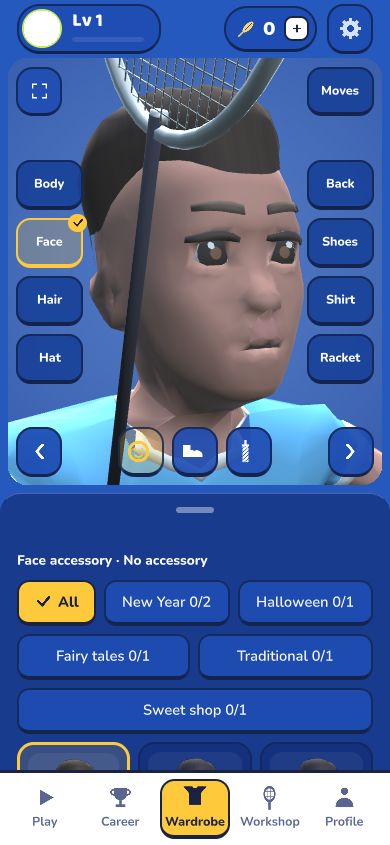 Lv 1
0
+
Moves
Body
Back
Face
Shoes
Hair
Shirt
Hat
Racket
Face accessory · No accessory
All
New Year 0/2
Halloween 0/1
Fairy tales 0/1
Traditional 0/1
Sweet shop 0/1
Play
Career
Wardrobe
Workshop
Profile